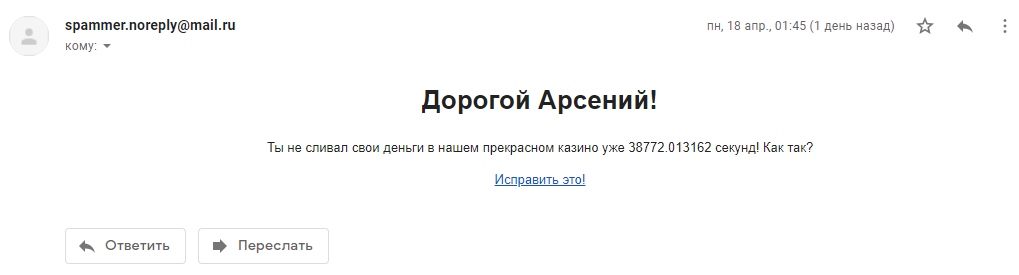 spammer.noreply@mail.ru
пн, 18 апр., 01:45 (1 день назад)
кому:
Дорогой Арсений!
Ты не сливал свои деньги в нашем прекрасном казино уже 38772.013162 секунд! Как так?
Исправить это!
Ответить
Переслать